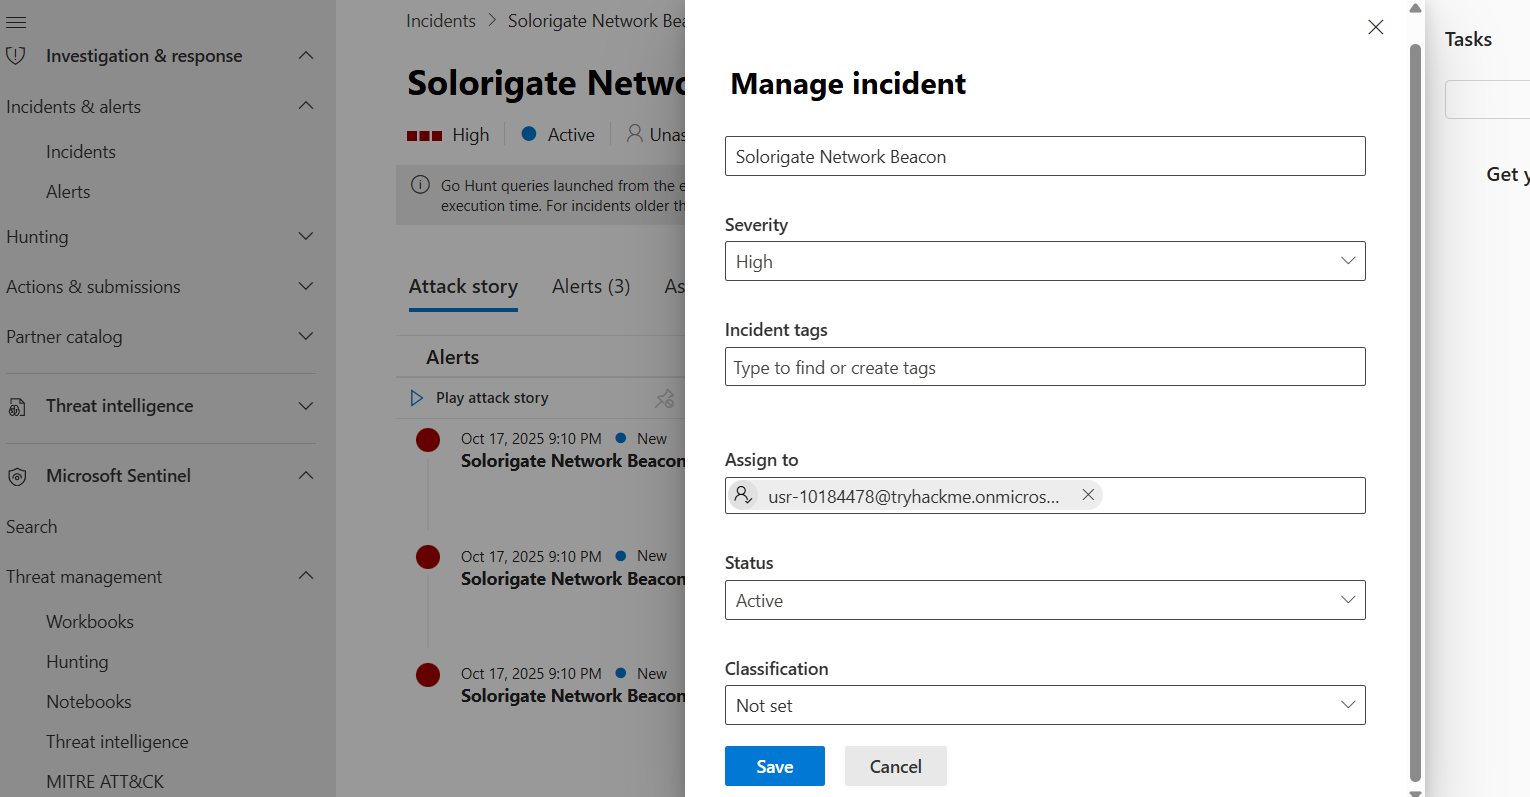 Investigation & response
Incidents & alerts
Incidents
Alerts
Hunting
Actions & submissions
Partner catalog
Threat intelligence
Microsoft Sentinel
Search
Threat management
Workbooks
Hunting
Notebooks
Threat intelligence
MITRE ATT&CK
Incidents > Solorigate Network Bea
Solorigate Netwo
High Active Unas
Go Hunt queries launched from the e
execution time. For incidents older th
Attack story Alerts (3) As
Alerts
Play attack story
Oct 17, 2025 9:10 PM New
Solorigate Network Beacon
Oct 17, 2025 9:10 PM New
Solorigate Network Beacon
Oct 17, 2025 9:10 PM New
Solorigate Network Beacon
Manage incident
Solorigate Network Beacon
Severity
High
Incident tags
Type to find or create tags
Assign to
usr-10184478@tryhackme.onmicros...
Status
Active
Classification
Not set
Save Cancel
Tasks
Get y